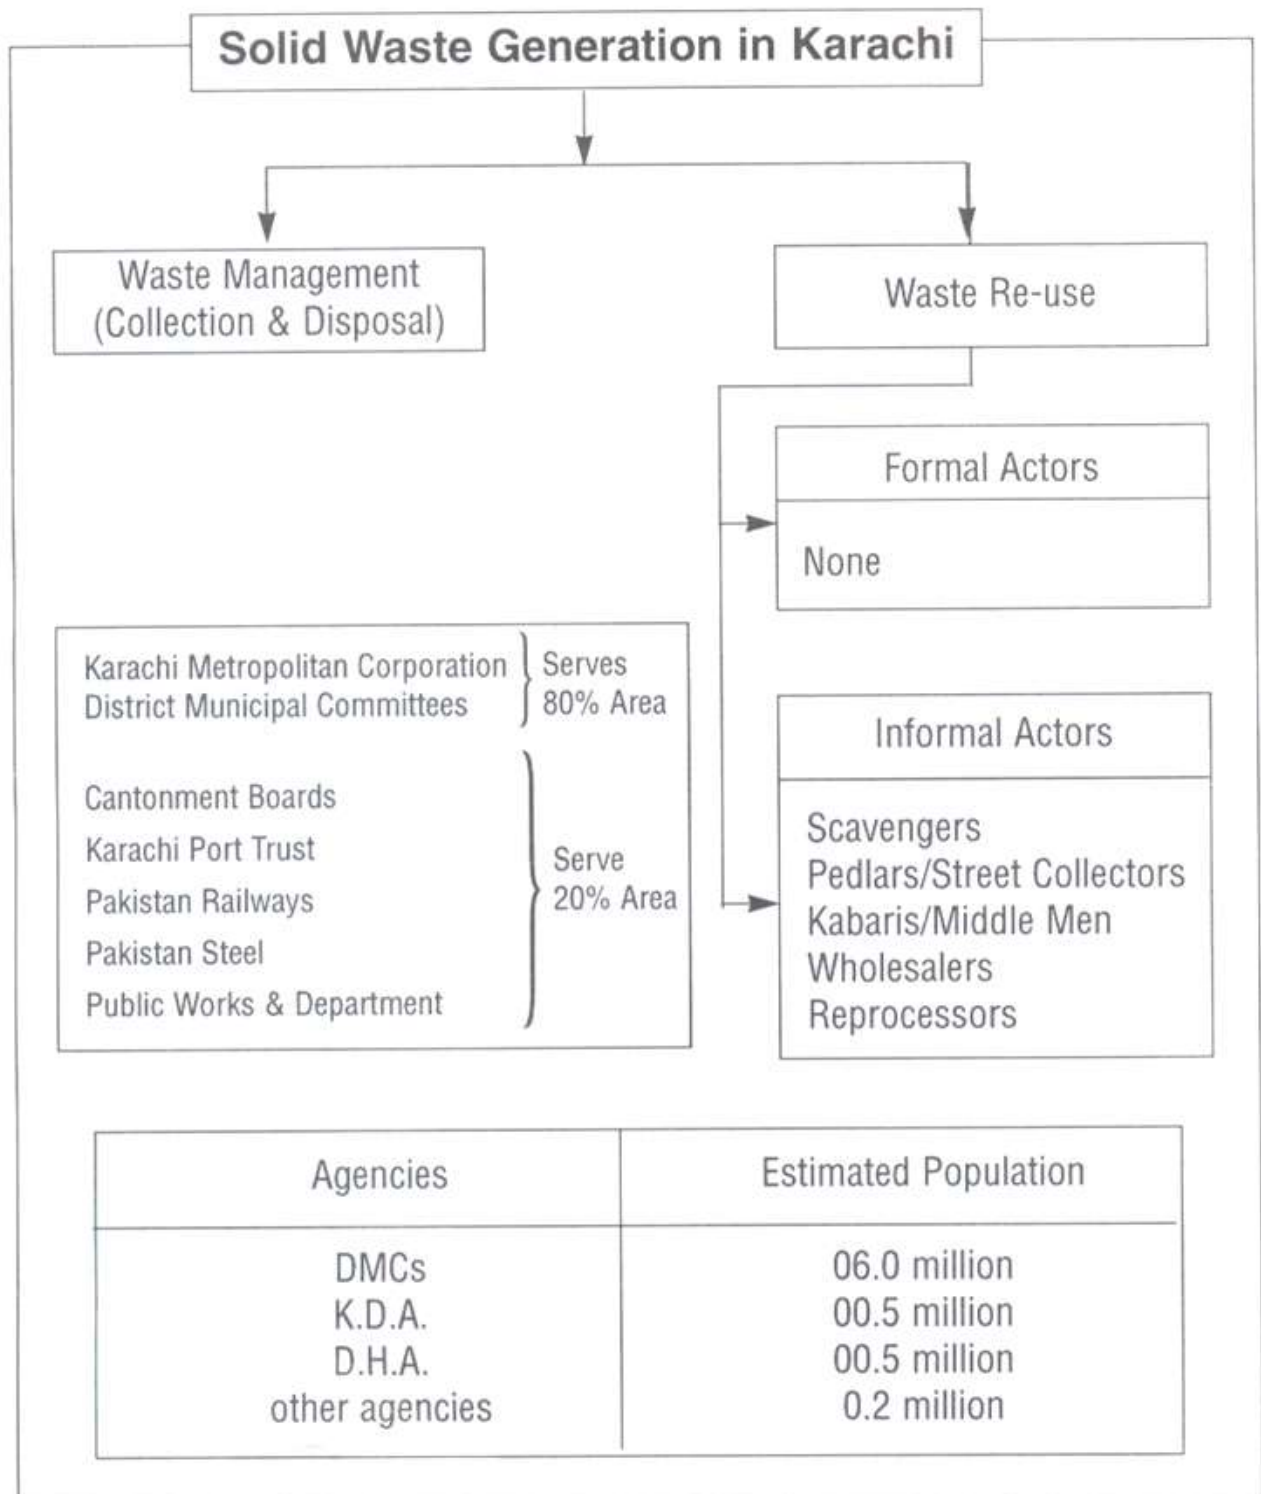 Solid Waste Generation in Karachi
Waste Management
(Collection & Disposal)
Waste Re-use
Formal Actors
None
Karachi Metropolitan Corporation
District Municipal Committees
Serves
80% Area
Cantonment Boards
Karachi Port Trust
Pakistan Railways
Pakistan Steel
Public Works & Department
Serve
20% Area
Informal Actors
Scavengers
Pedlars/Street Collectors
Kabaris/Middle Men
Wholesalers
Reprocessors
Agencies Estimated Population
DMCs 06.0 million
K.D.A. 00.5 million
D.H.A. 00.5 million
other agencies 0.2 million